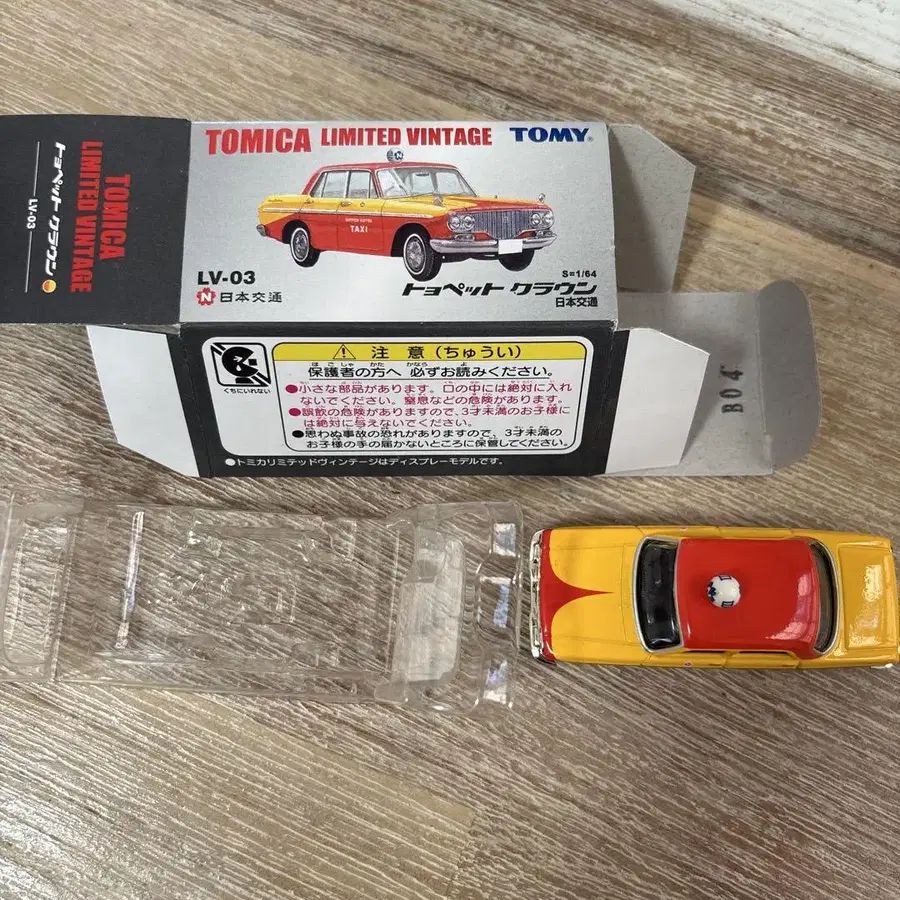 TOMICA
LIMITED VINTAGE
トヨペット クラウン
LV-03
TOMICA LIMITED VINTAGE TOMY®
N
NIPPON KOTSU
TAXI
LV-03
S=1/64
N 日本交通
トヨペット クラウン
日本交通
くちにいれない
注 意(ちゅうい)
保護者の方へ 必ずお読みください。
●小さな部品があります。口の中には絶対に入れ
ないでください。窒息などの危険があります。
●誤飲の危険がありますので、3才未満のお子様に
は絶対に与えないでください。
●思わぬ事故の恐れがありますので、3才未満の
お子様の手の届かないところに保管してください。
●トミカリミテッドヴィンテージはディスプレーモデルです。
B04